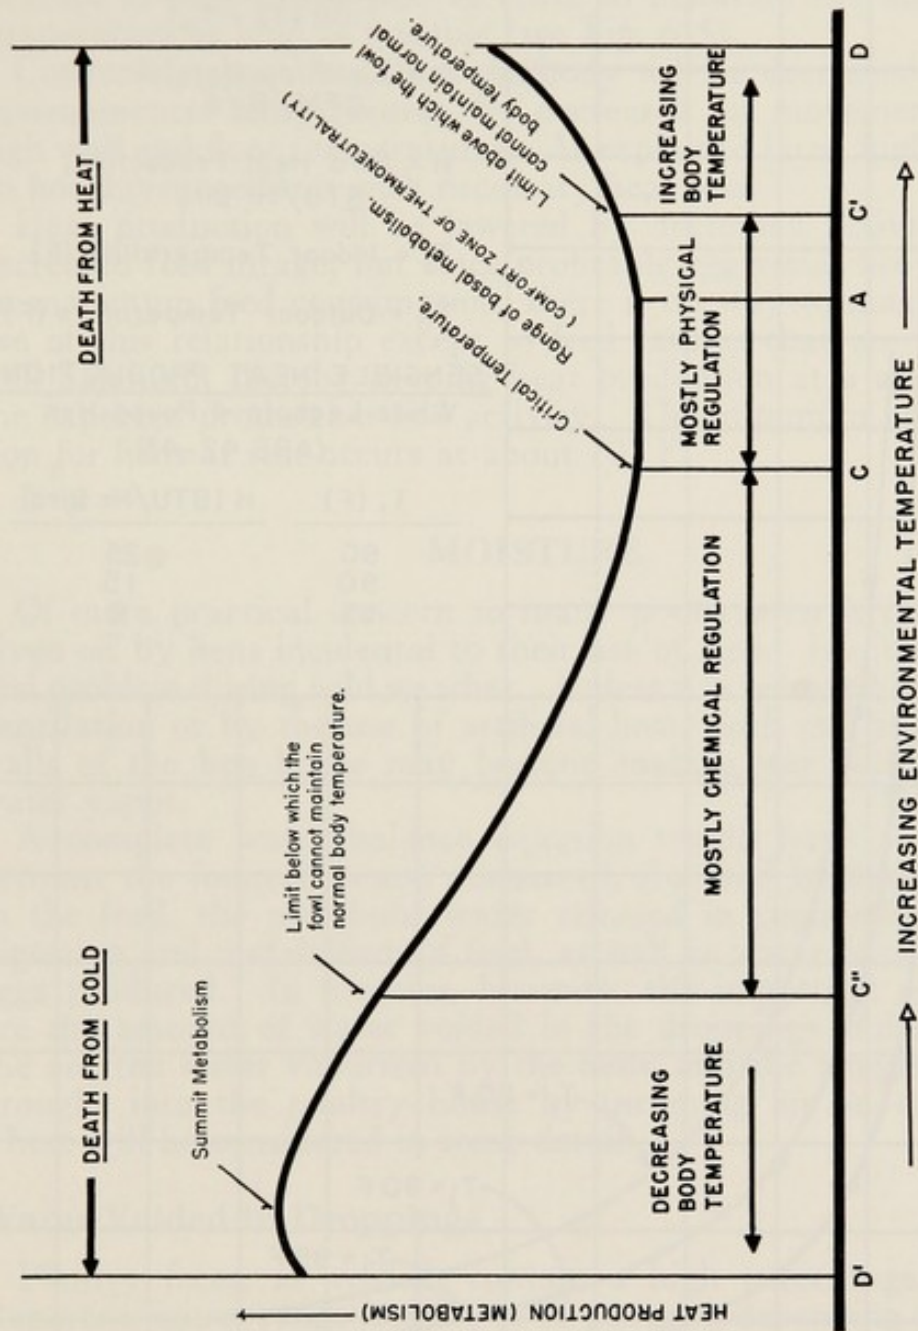 DEATH FROM COLD
DEATH FROM HEAT
Summit Metabolism
Limit below which the
fowl cannot maintain
normal body temperature.
Critical Temperature.
Range of basal metabolism.
( COMFORT ZONE OF THERMONEUTRALITY)
Limit above which the fowl
cannot maintain normal
body temperature.
HEAT PRODUCTION (METABOLISM)
DECREASING
BODY
TEMPERATURE
MOSTLY CHEMICAL REGULATION
MOSTLY PHYSICAL
REGULATION
INCREASING
BODY
TEMPERATURE
D' C" C A C' D
INCREASING ENVIRONMENTAL TEMPERATURE